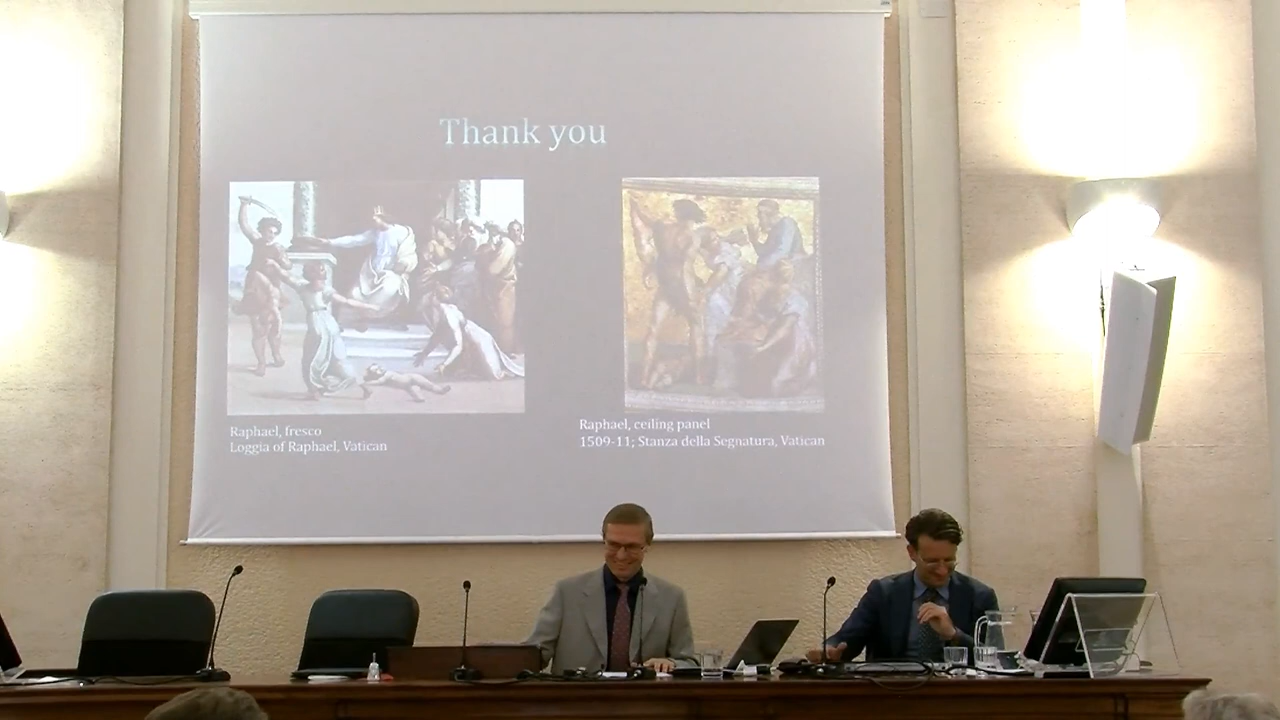 Thank you
Raphael, fresco
Loggia of Raphael, Vatican
Raphael, ceiling panel
1509-11; Stanza della Segnatura, Vatican